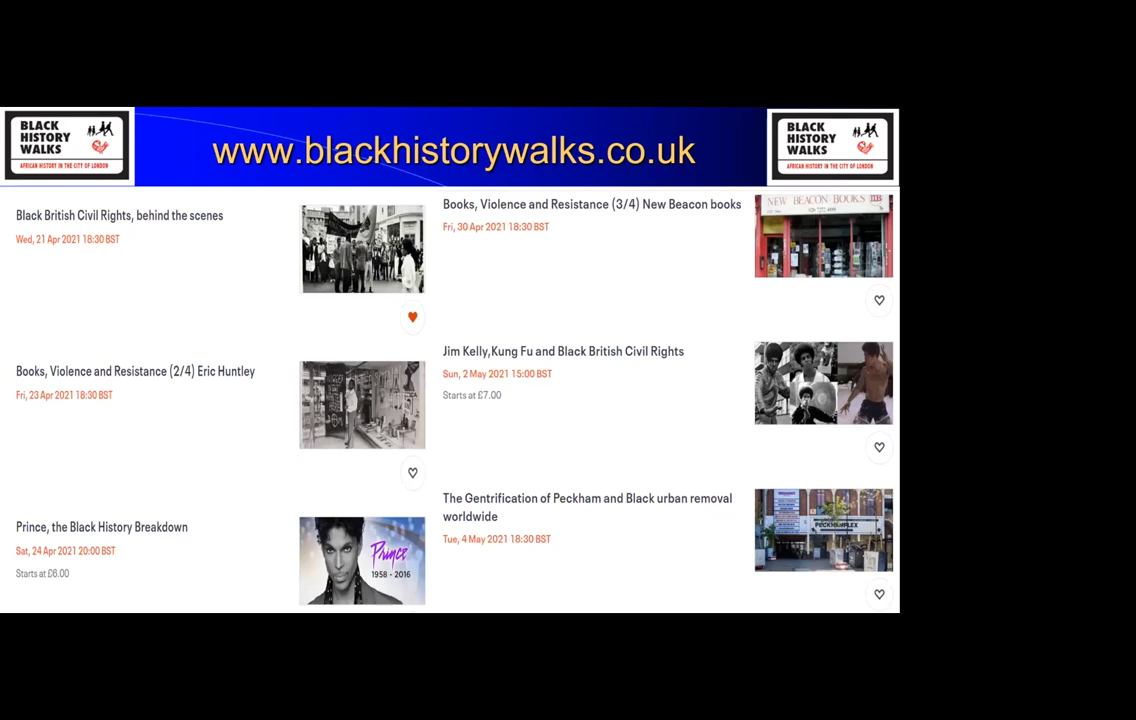 BLACK
HISTORY
WALKS
AFRICAN HISTORY IN THE CITY OF LONDON
www.blackhistorywalks.co.uk
BLACK
HISTORY
WALKS
AFRICAN HISTORY IN THE CITY OF LONDON
Black British Civil Rights, behind the scenes
Wed, 21 Apr 2021 18:30 BST
Books, Violence and Resistance (2/4) Eric Huntley
Fri, 23 Apr 2021 18:30 BST
Prince, the Black History Breakdown
Sat, 24 Apr 2021 20:00 BST
Starts at £6.00
Prince
1958 - 2016
Books, Violence and Resistance (3/4) New Beacon books
Fri, 30 Apr 2021 18:30 BST
NEW BEACON BOOKS
Jim Kelly,Kung Fu and Black British Civil Rights
Sun, 2 May 2021 15:00 BST
Starts at £7.00
The Gentrification of Peckham and Black urban removal
worldwide
Tue, 4 May 2021 18:30 BST
PECKHAMPLEX